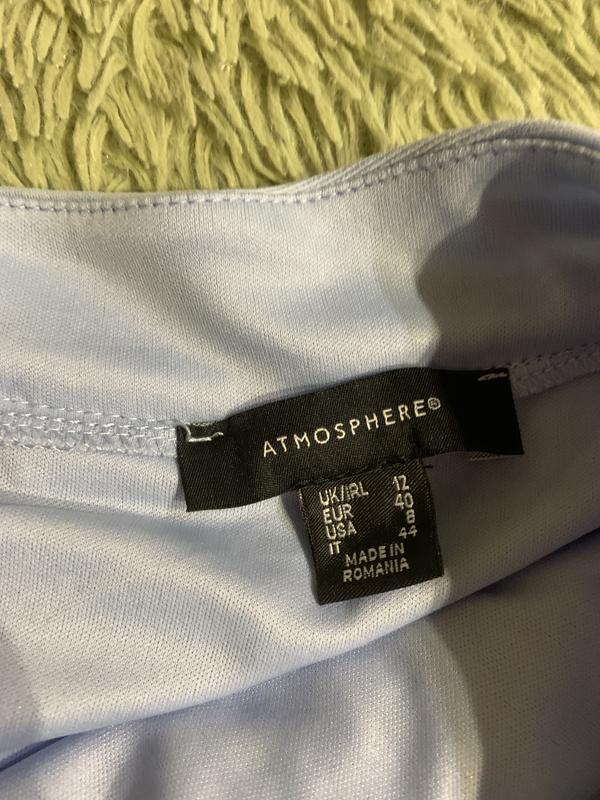 ATMOSPHERE®
UK/IRL 12
EUR 40
USA 8
IT 44
MADE IN
ROMANIA